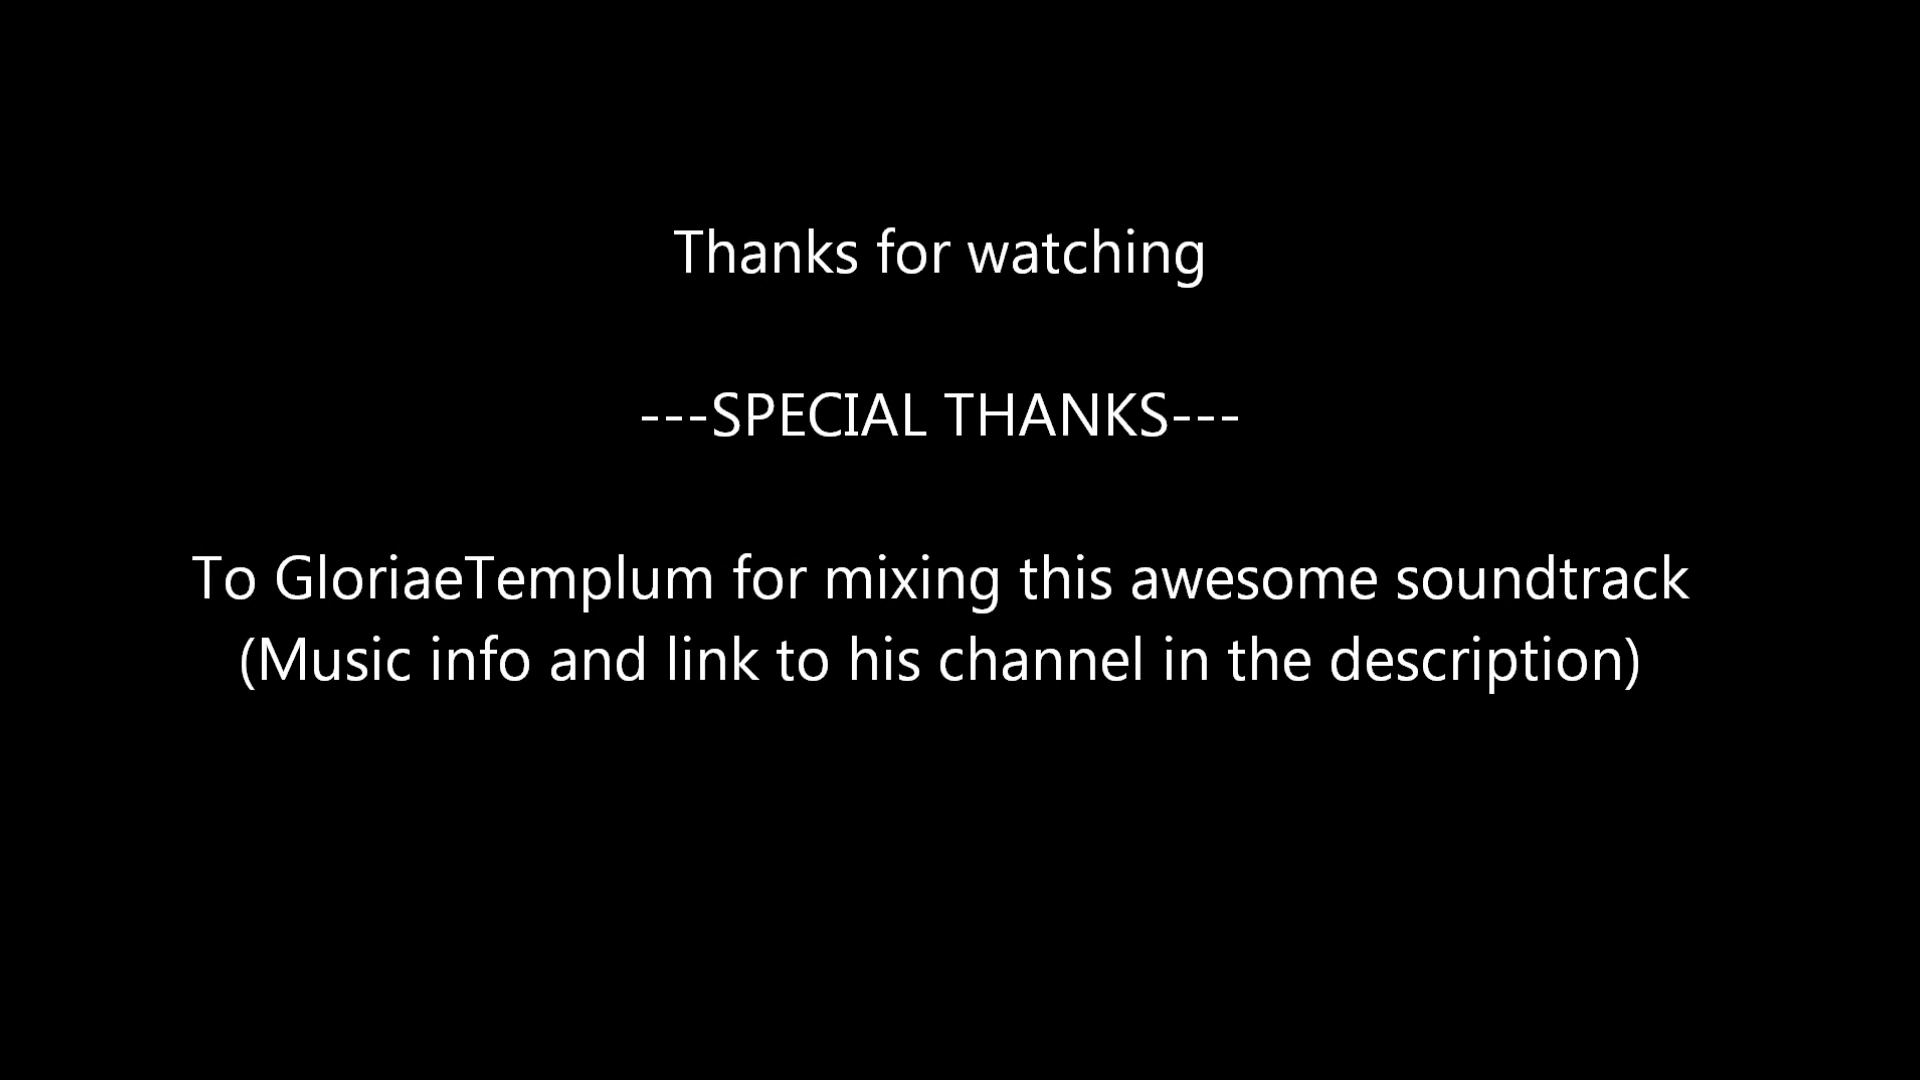 Thanks for watching
---SPECIAL THANKS---
To GloriaeTemplum for mixing this awesome soundtrack
(Music info and link to his channel in the description)